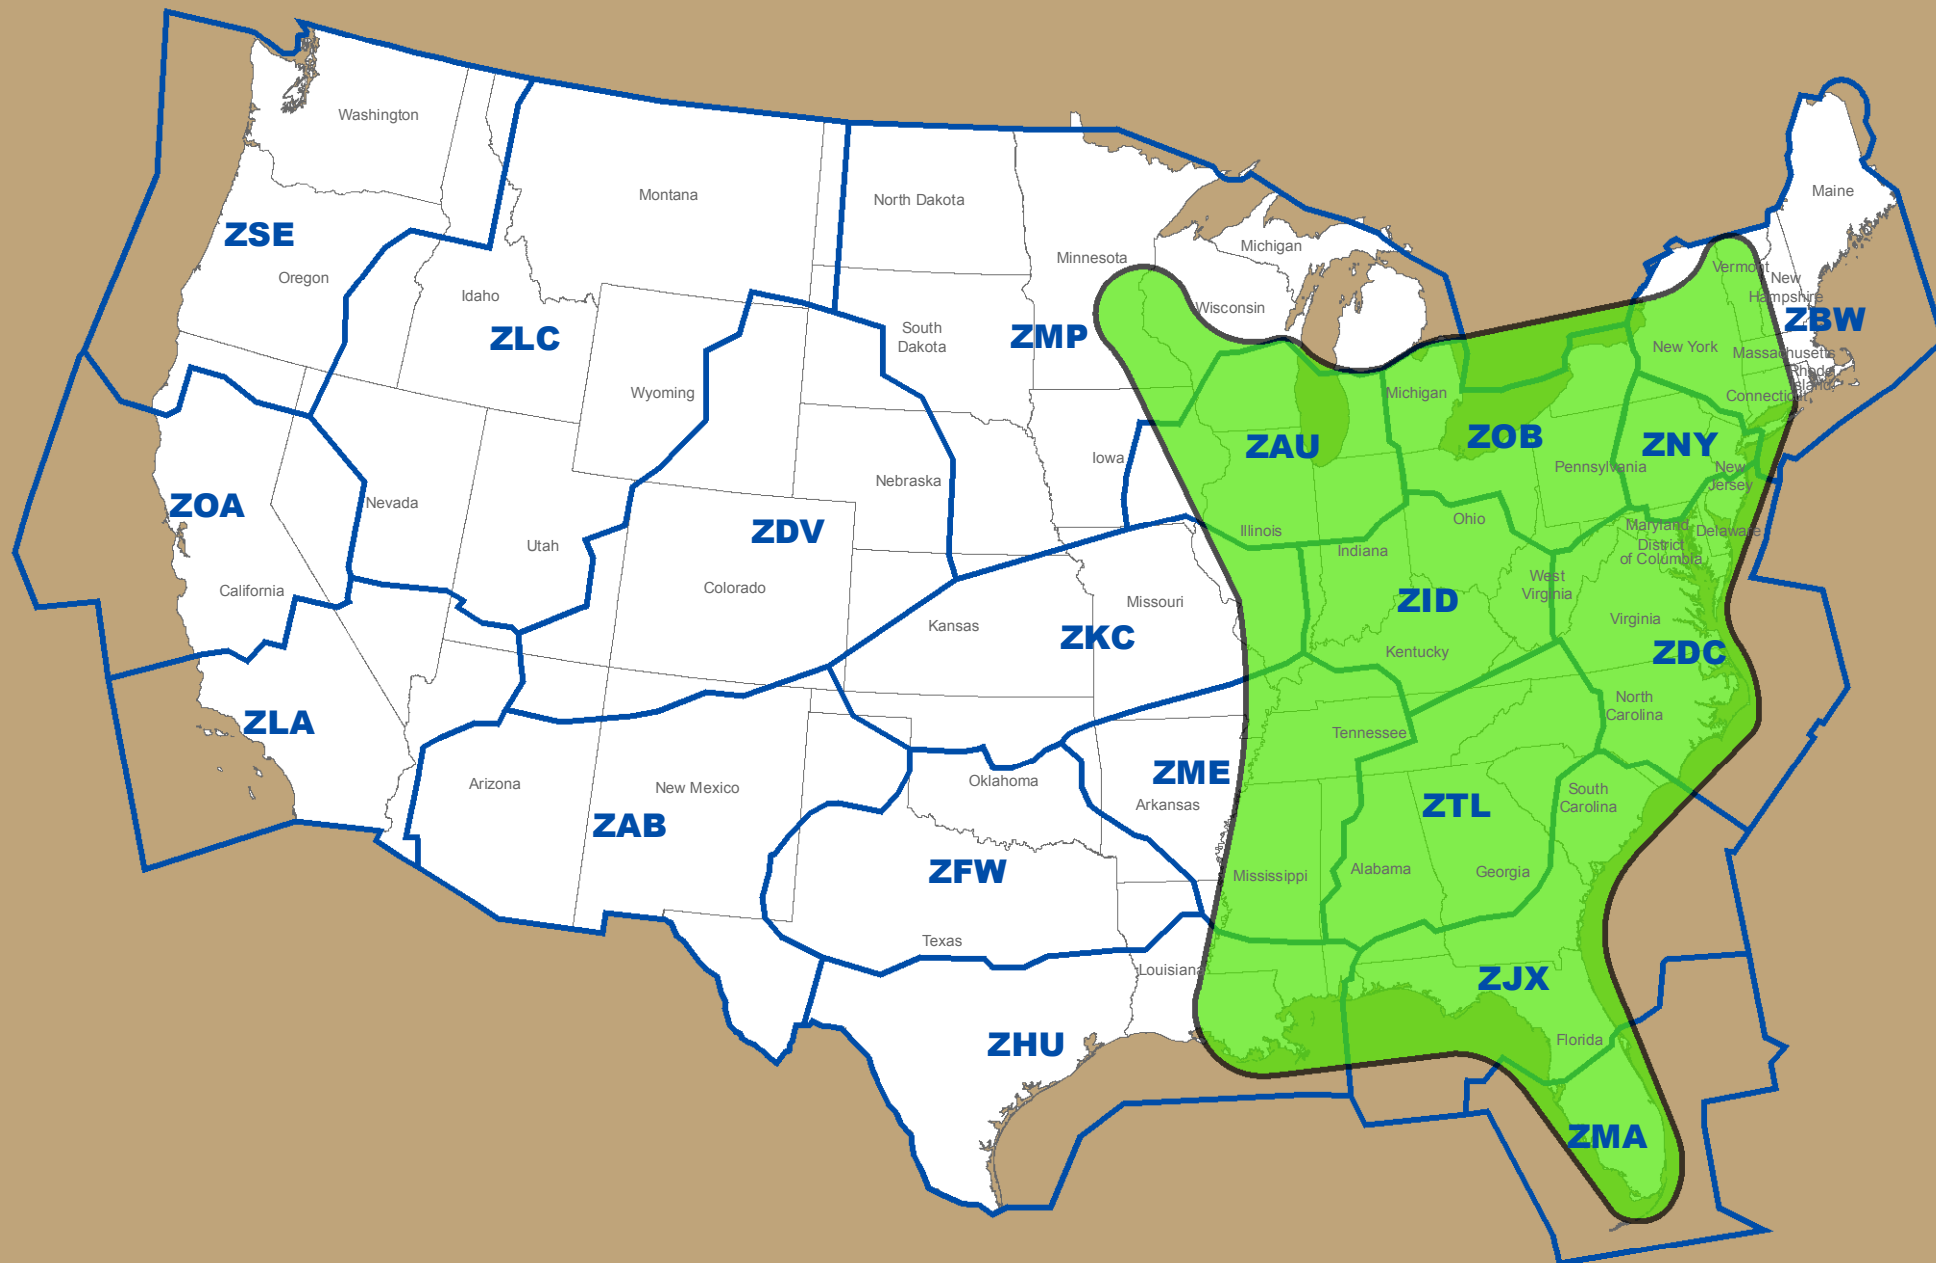 Washington
Montana
North Dakota
Maine
ZSE
Oregon
Minnesota
Michigan
Vermont
New
Hampshire
Idaho
ZLC
Wisconsin
ZBW
South
Dakota
ZMP
New York
Massachusetts
Rhode
Island
Connecticut
Wyoming
Michigan
ZAU
ZOB
ZNY
Iowa
Pennsylvania
New
Jersey
Nebraska
ZOA
Nevada
ZDV
Utah
Illinois
Indiana
Ohio
Maryland
Delaware
District
of Columbia
California
Colorado
Missouri
ZID
West
Virginia
Virginia
Kansas
ZKC
Kentucky
ZDC
North
Carolina
ZLA
Tennessee
Arizona
New Mexico
Oklahoma
ZME
Arkansas
ZTL
South
Carolina
ZAB
ZFW
Mississippi
Alabama
Georgia
Texas
Louisiana
ZJX
ZHU
Florida
ZMA